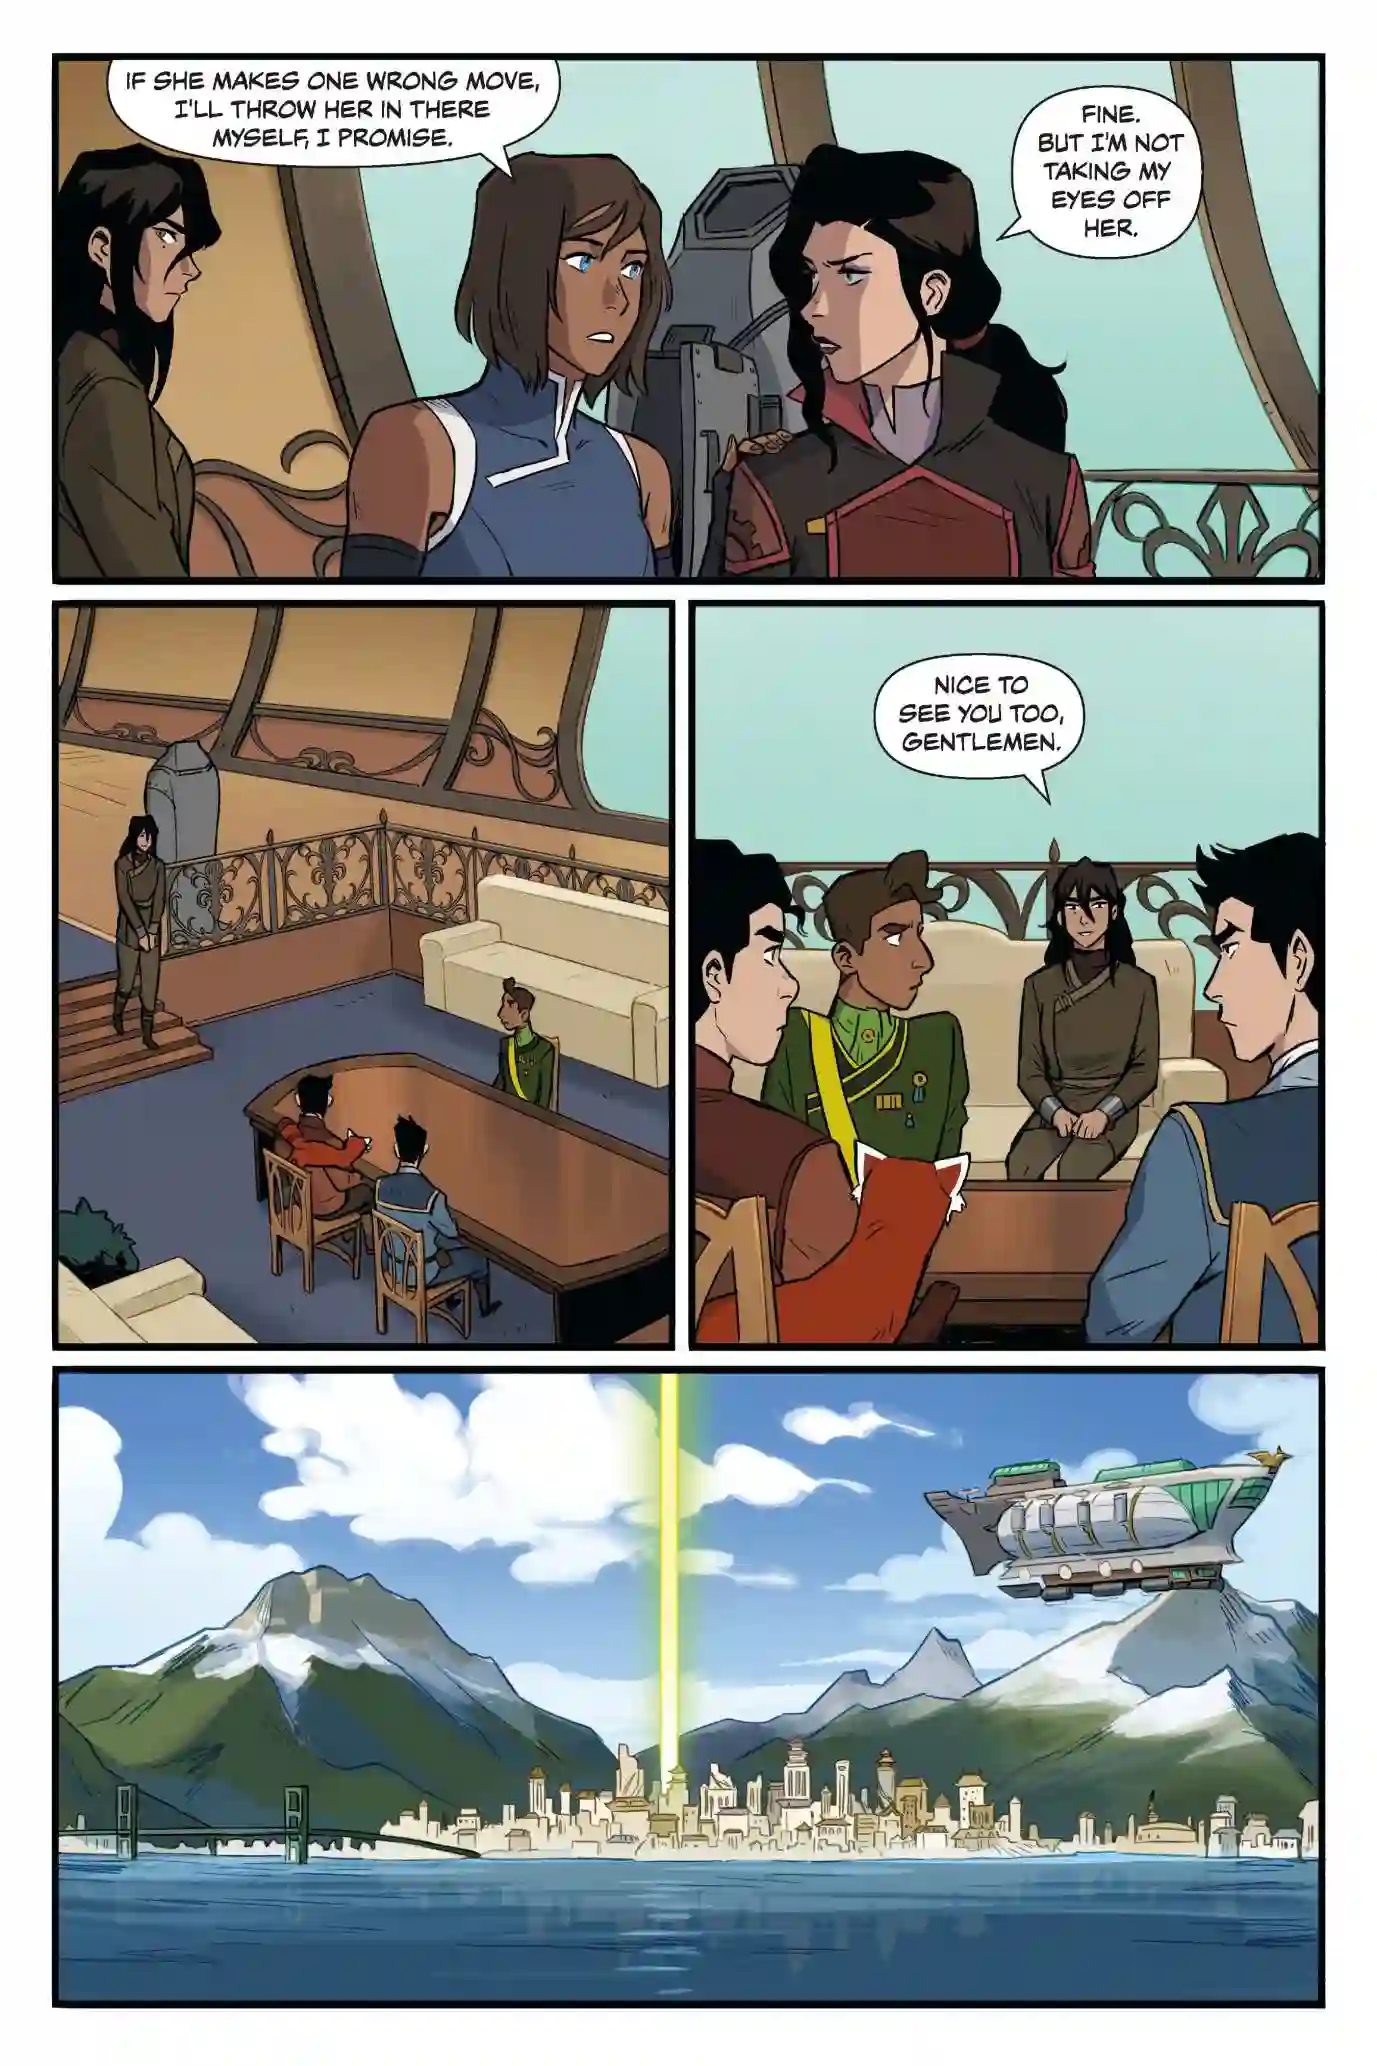 IF SHE MAKES ONE WRONG MOVE,
I'LL THROW HER IN THERE
MYSELF, I PROMISE.
FINE.
BUT I'M NOT
TAKING MY
EYES OFF
HER.
NICE TO
SEE YOU TOO,
GENTLEMEN.